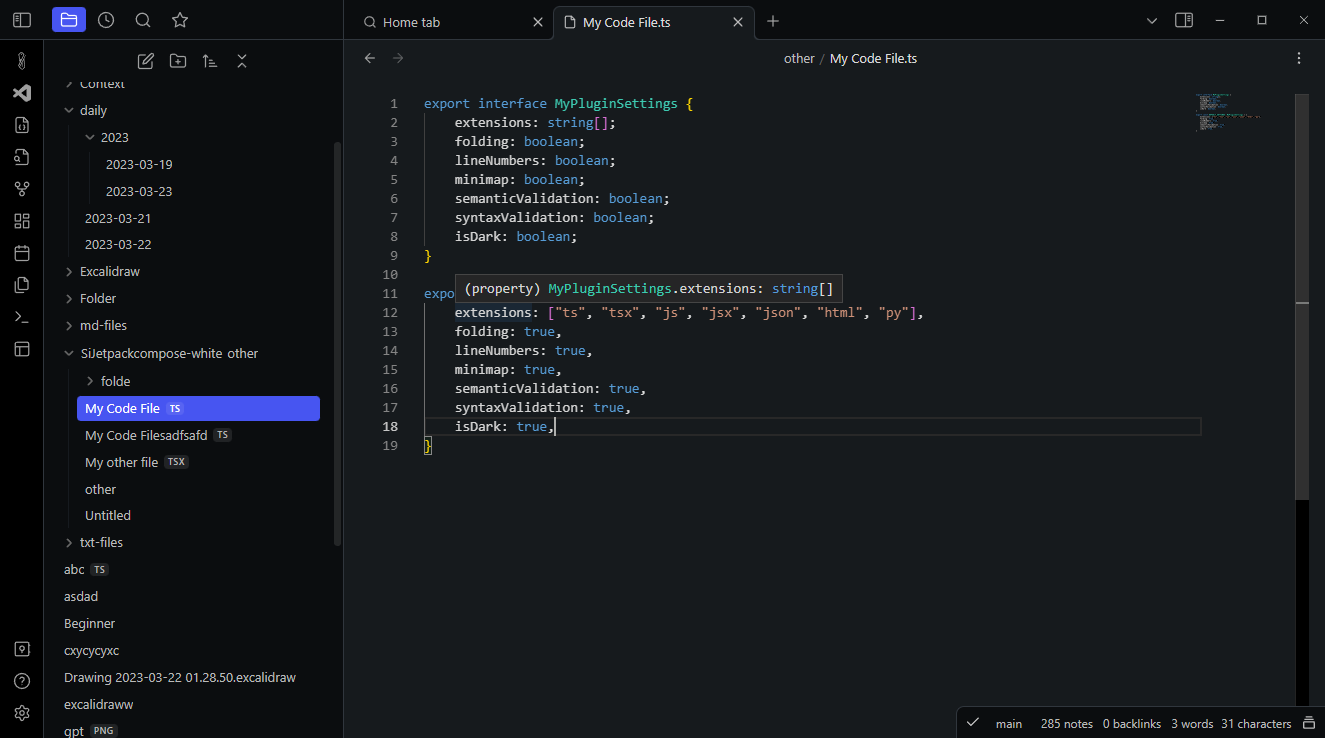 Home tab
My Code File.ts
other / My Code File.ts
Context
daily
2023
2023-03-19
2023-03-23
2023-03-21
2023-03-22
Excalidraw
Folder
md-files
SiJetpackcompose-white other
folde
My Code File TS
My Code Filesadfsafd TS
My other file TSX
other
Untitled
txt-files
abc TS
asdad
Beginner
cxycycyxc
Drawing 2023-03-22 01.28.50.excalidraw
excalidraww
gpt PNG
1 export interface MyPluginSettings {
2 extensions: string[];
3 folding: boolean;
4 lineNumbers: boolean;
5 minimap: boolean;
6 semanticValidation: boolean;
7 syntaxValidation: boolean;
8 isDark: boolean;
9 }
10
(property) MyPluginSettings.extensions: string[]
11 expo
12 extensions: ["ts", "tsx", "js", "jsx", "json", "html", "py"],
13 folding: true,
14 lineNumbers: true,
15 minimap: true,
16 semanticValidation: true,
17 syntaxValidation: true,
18 isDark: true,
19 }
main 285 notes 0 backlinks 3 words 31 characters